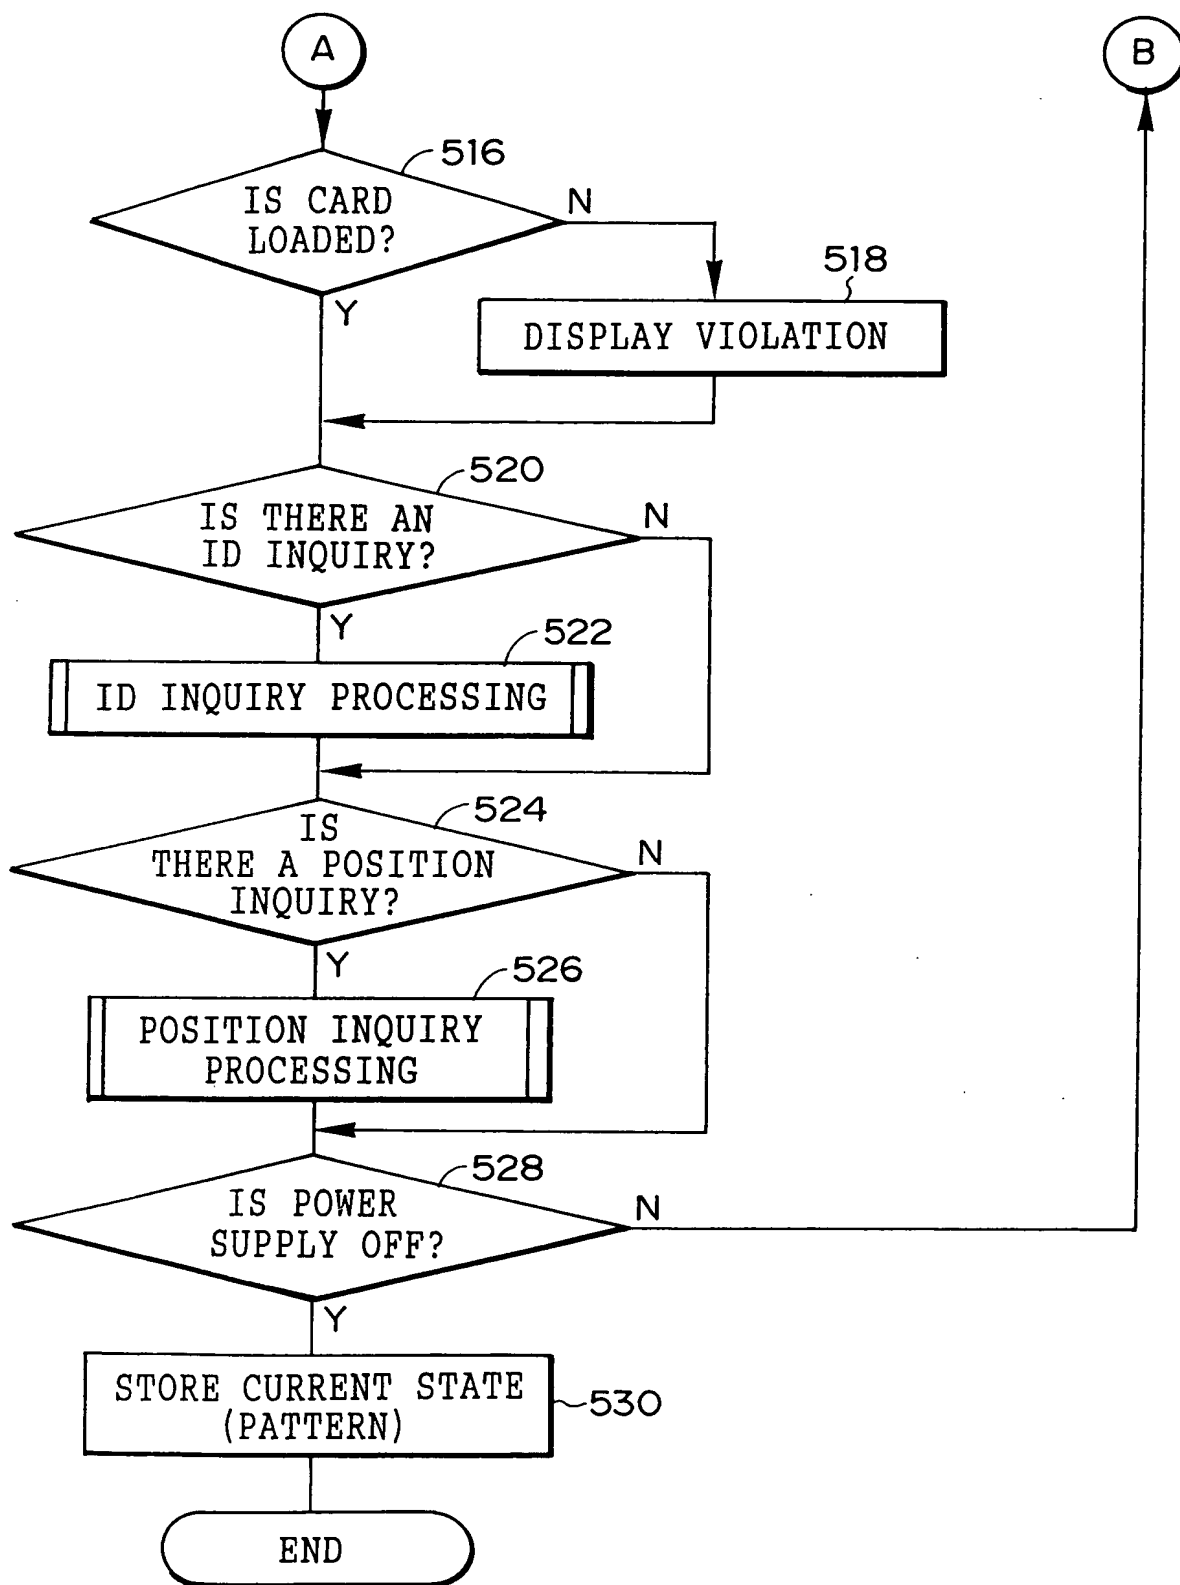 A
B
516
IS CARD
LOADED?
N
518
Y
DISPLAY VIOLATION
520
IS THERE AN
ID INQUIRY?
N
Y
522
ID INQUIRY PROCESSING
524
IS
THERE A POSITION
INQUIRY?
N
Y
526
POSITION INQUIRY
PROCESSING
528
IS POWER
SUPPLY OFF?
N
Y
STORE CURRENT STATE
(PATTERN)
530
END